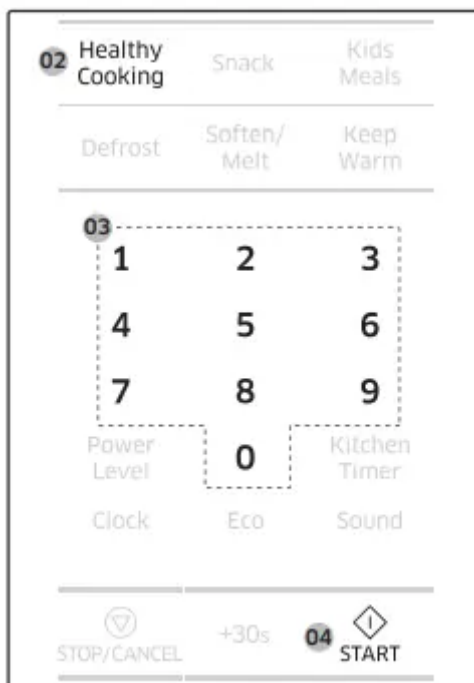 02 Healthy Cooking Snack Kids Meals
Defrost Soften/ Melt Keep Warm
03
1 2 3
4 5 6
7 8 9
Power Level 0 Kitchen Timer
Clock Eco Sound
STOP/CANCEL +30s 04 START